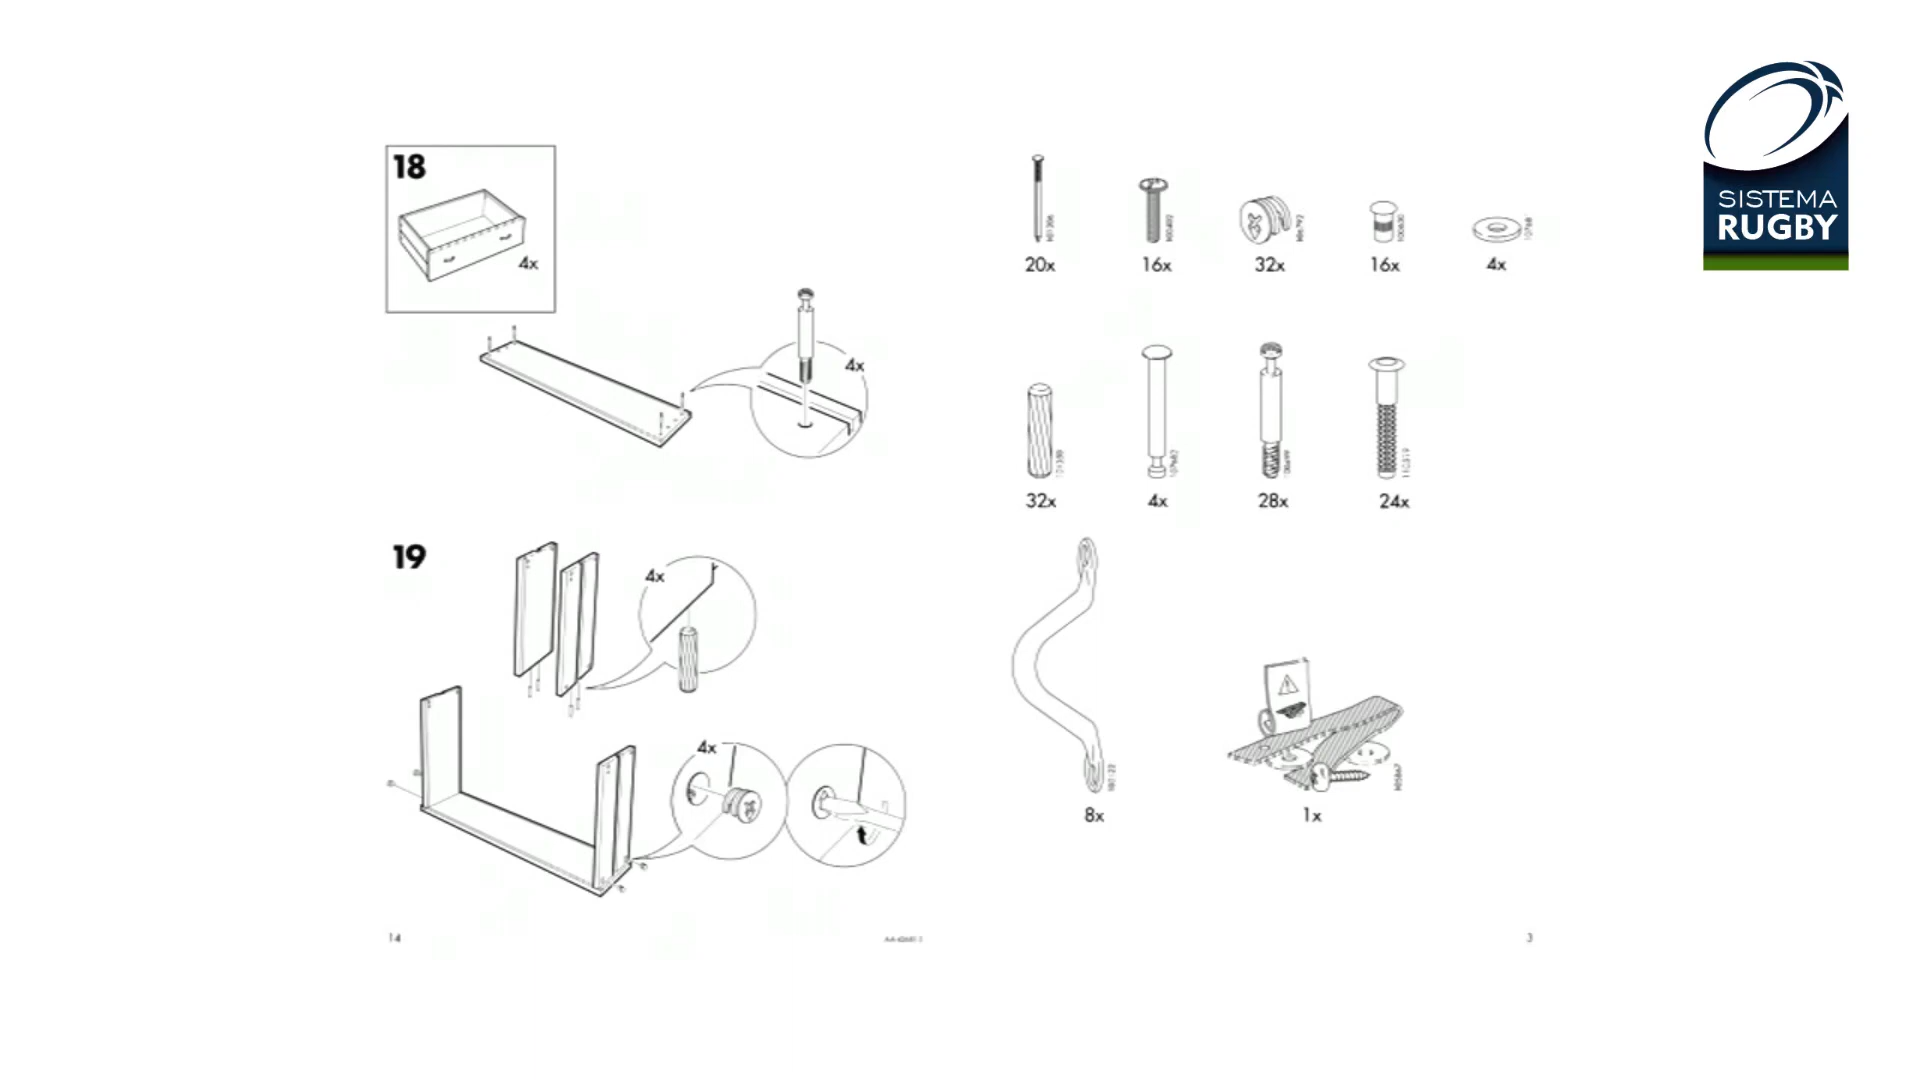 18
4x
4x
19
4x
4x
14
20x
16x
32x
16x
4x
32x
4x
28x
24x
8x
1x
3
SISTEMA
RUGBY